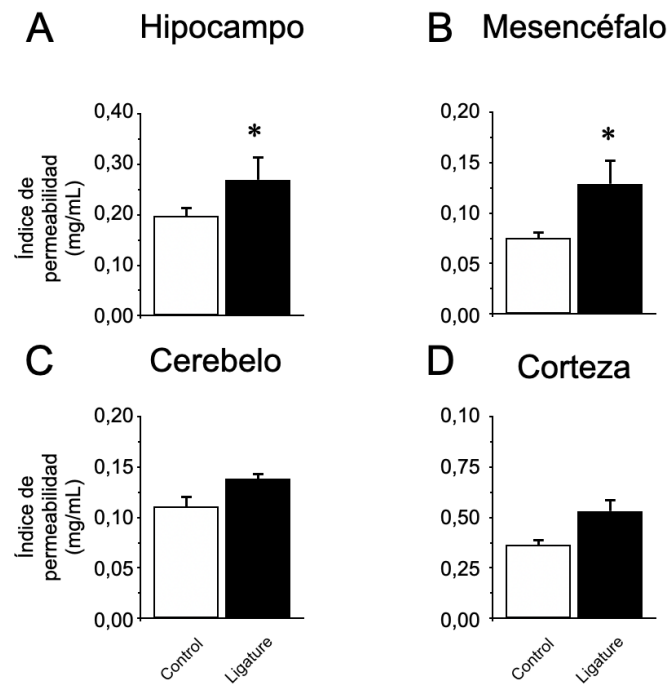 A Hipocampo
0,40
0,30
0,20
0,10
0,00
Índice de
permeabilidad
(mg/mL)
*
B Mesencéfalo
0,20
0,15
0,10
0,05
0,00
*
C Cerebelo
0,20
0,15
0,10
0,05
0,00
Índice de
permeabilidad
(mg/mL)
Control
Ligature
D Corteza
0,10
0,75
0,50
0,25
0,00
Control
Ligature